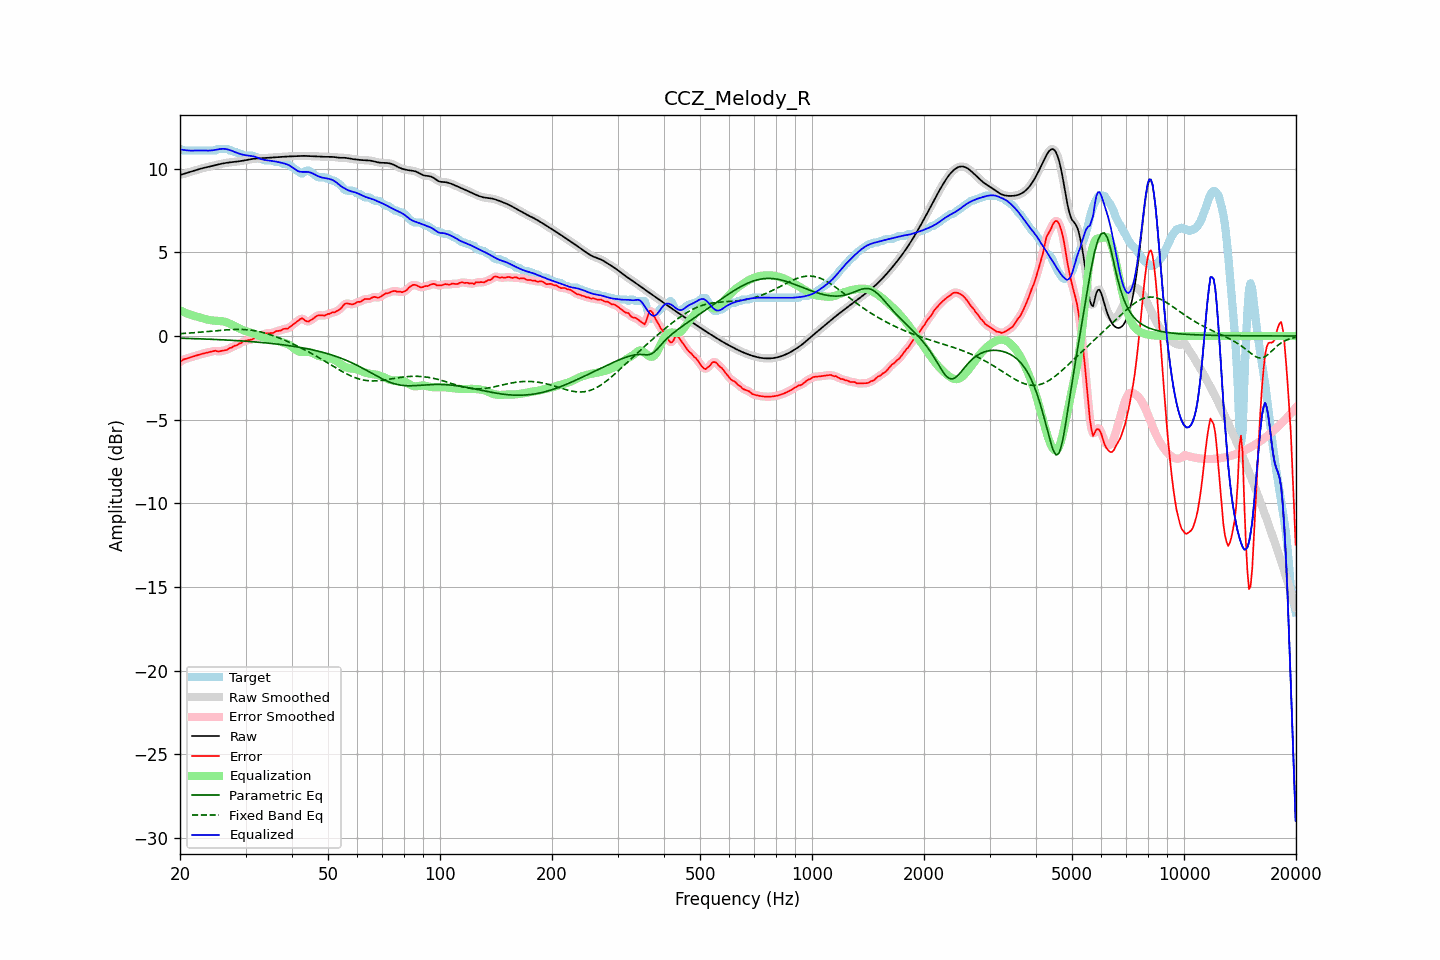 CCZ_Melody_R
Amplitude (dBr)
10
5
0
−5
−10
−15
−20
−25
−30
Target
Raw Smoothed
Error Smoothed
Raw
Error
Equalization
Parametric Eq
Fixed Band Eq
Equalized
20 50 100 200 500 1000 2000 5000 10000 20000
Frequency (Hz)